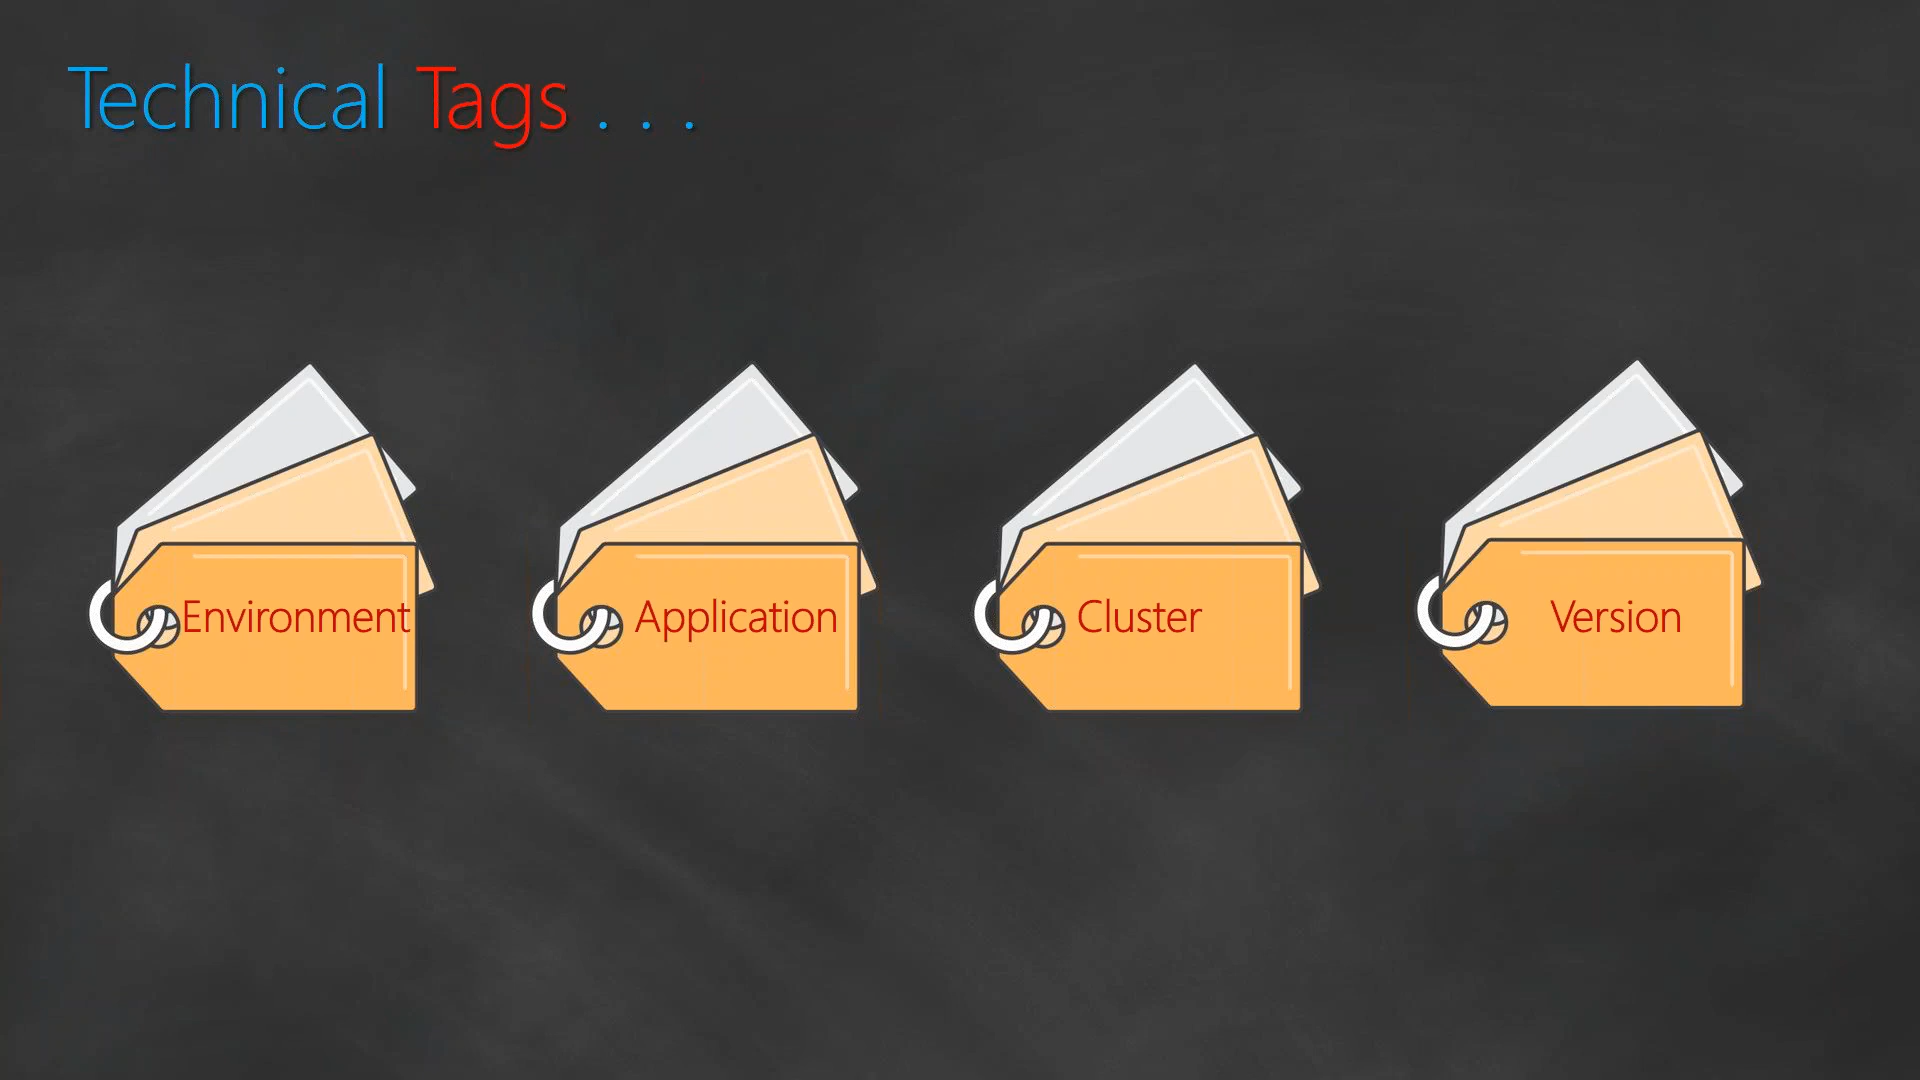 Technical Tags . . .
Environment
Application
Cluster
Version